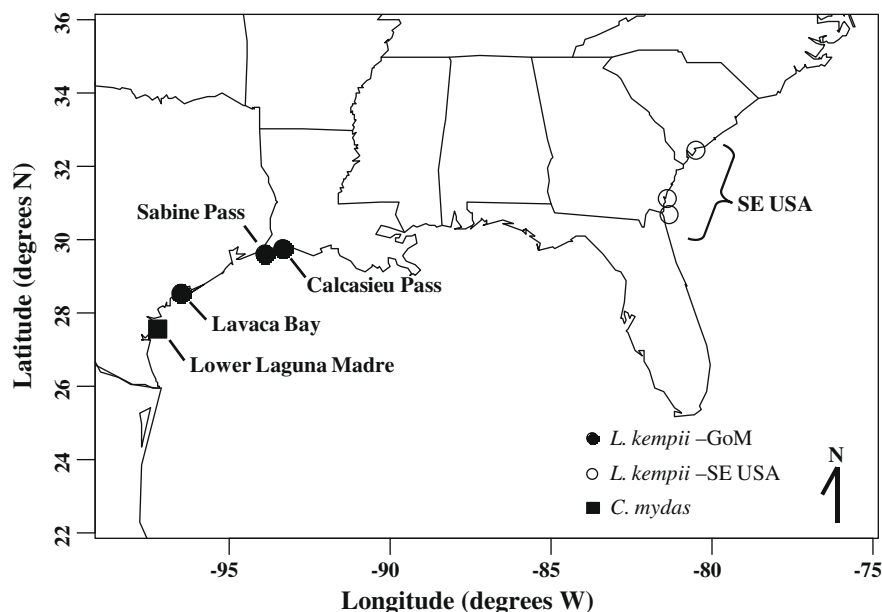 36
34
32
30
28
26
24
22
Latitude (degrees N)
Sabine Pass
Calcasieu Pass
Lavaca Bay
Lower Laguna Madre
SE USA
L. kempii –GoM
L. kempii –SE USA
C. mydas
N
-95 -90 -85 -80 -75
Longitude (degrees W)